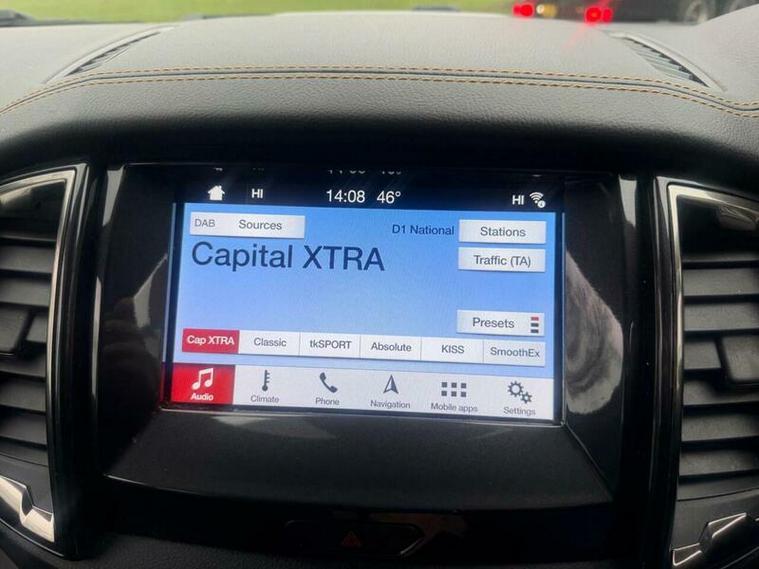 HI 14:08 46° HI
DAB Sources D1 National Stations
Capital XTRA
Traffic (TA)
Presets
Cap XTRA Classic tkSPORT Absolute KISS SmoothEx
Audio Climate Phone Navigation Mobile apps Settings